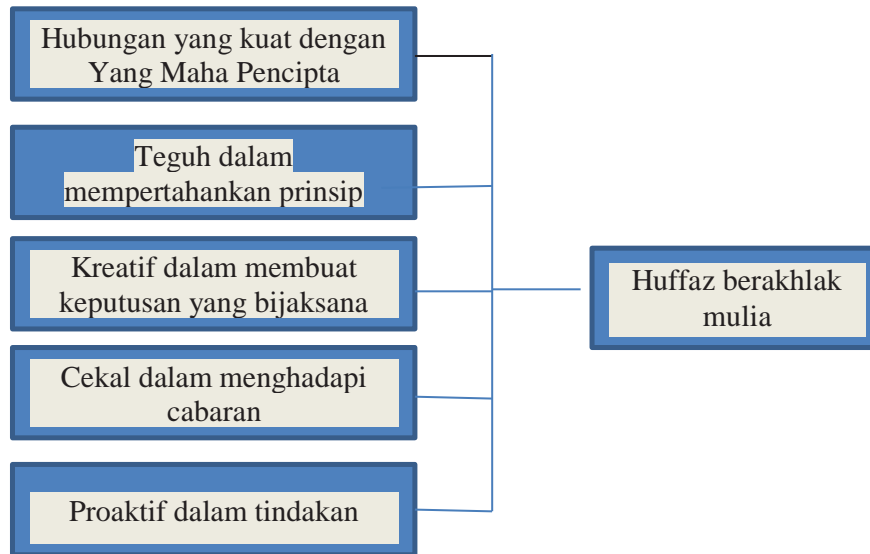 Hubungan yang kuat dengan
Yang Maha Pencipta
Teguh dalam
mempertahankan prinsip
Kreatif dalam membuat
keputusan yang bijaksana
Cekal dalam menghadapi
cabaran
Proaktif dalam tindakan
Huffaz berakhlak
mulia